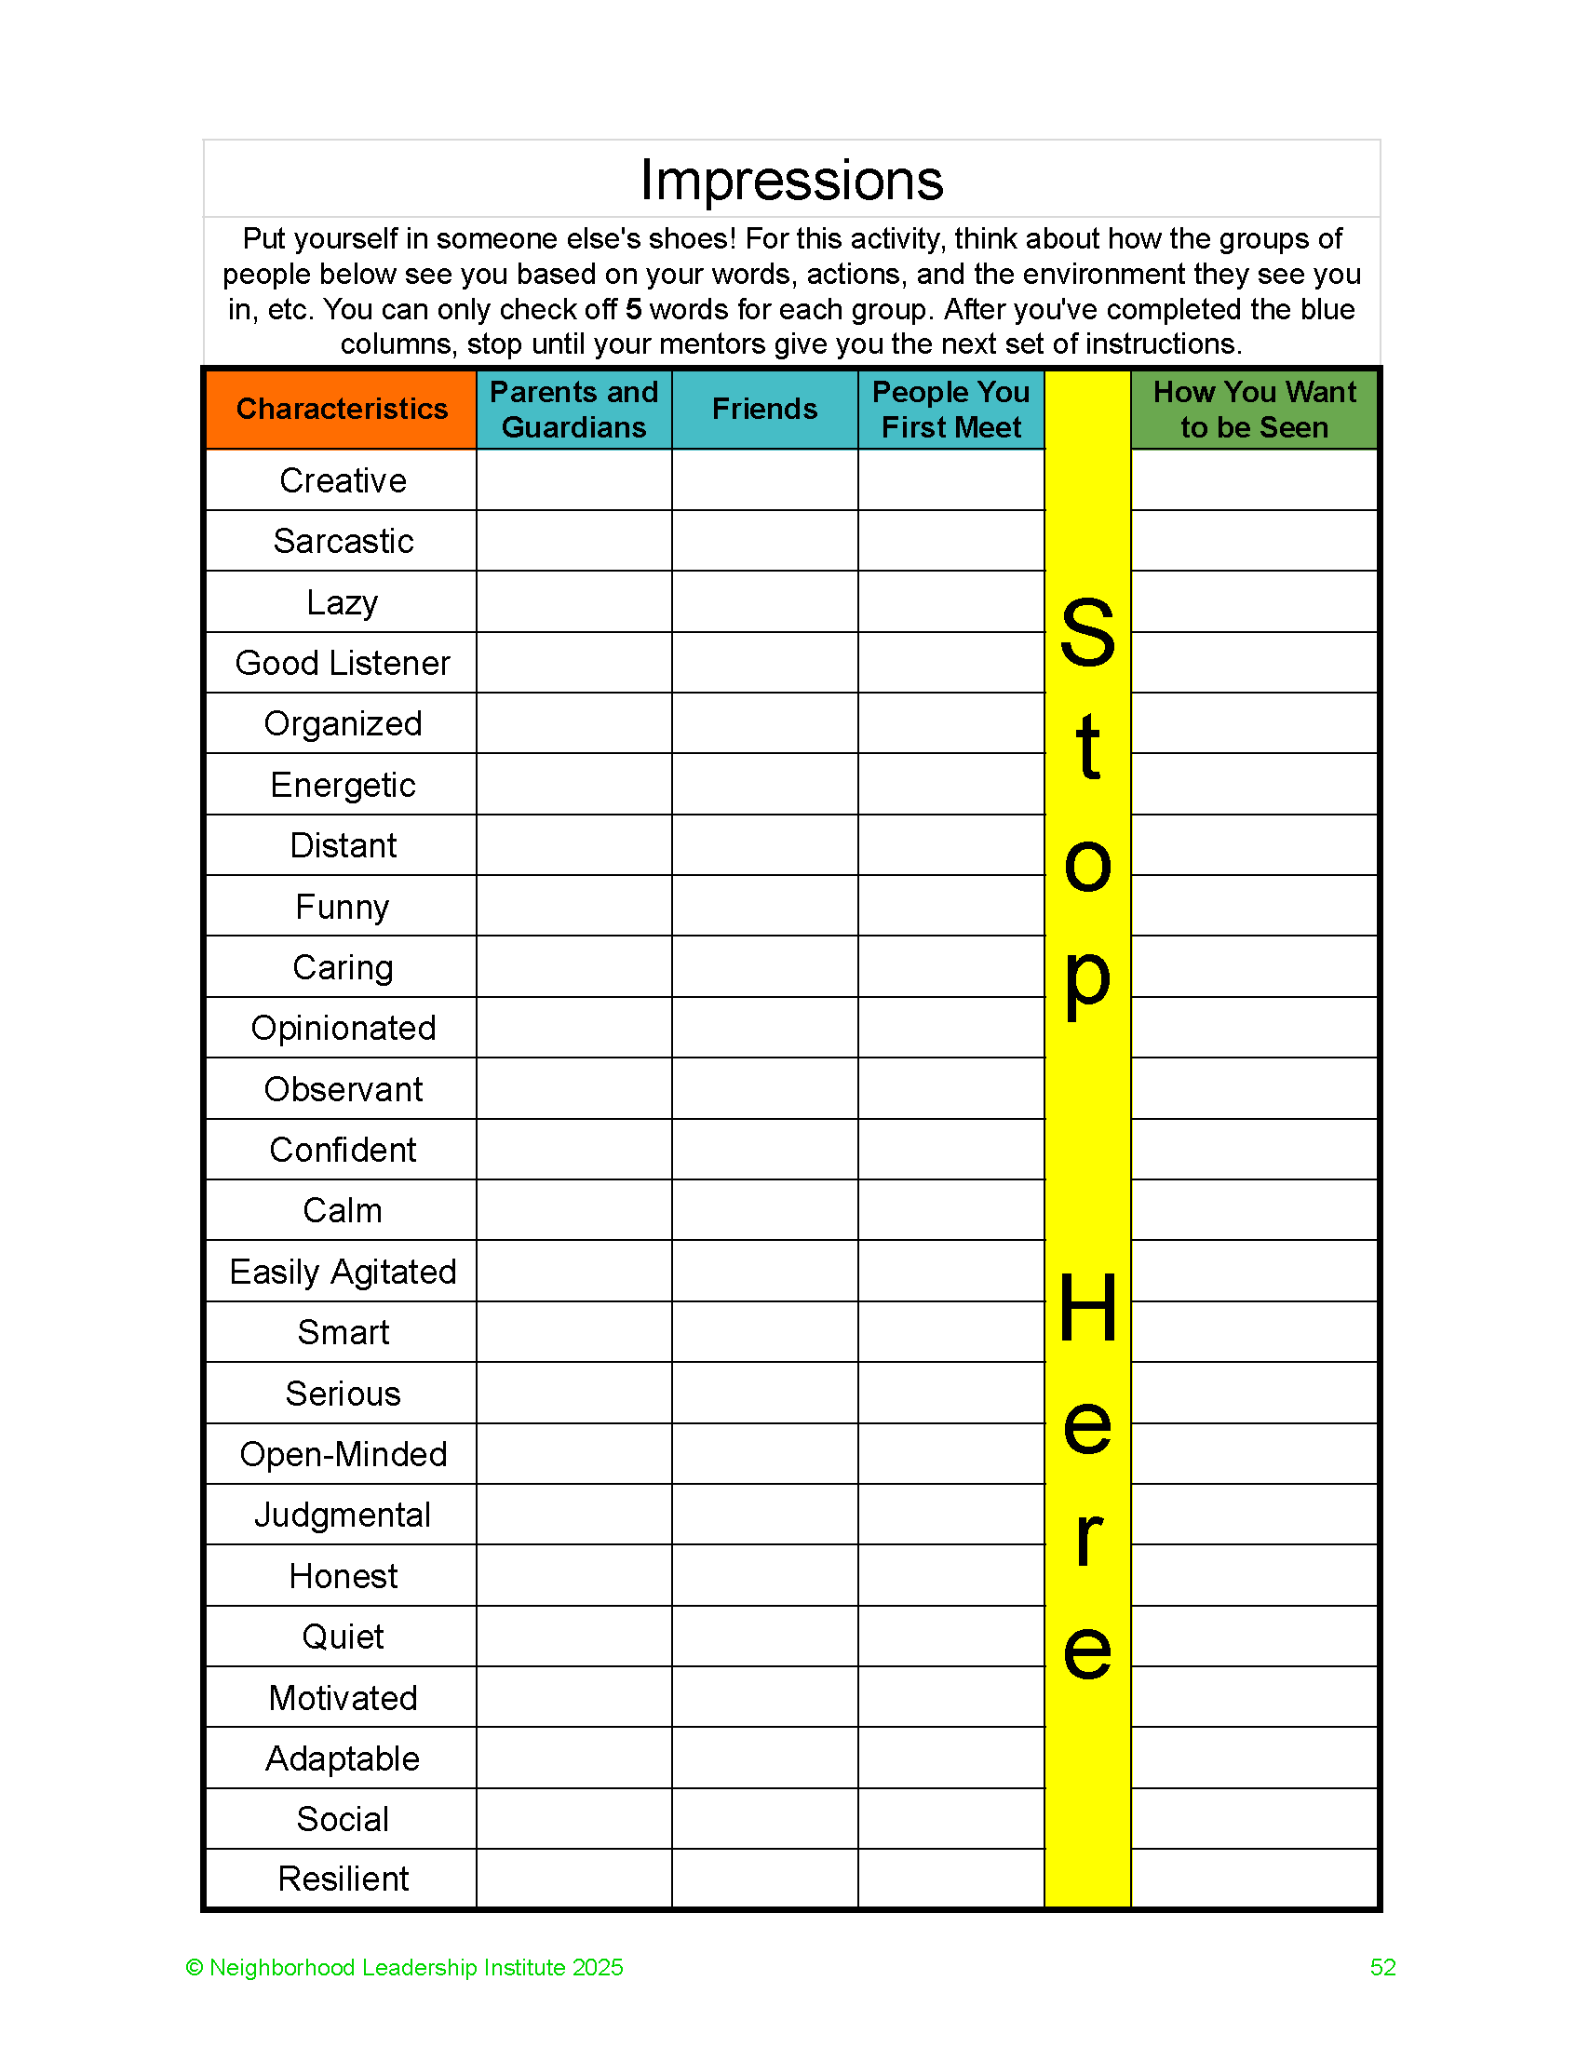 Impressions
Put yourself in someone else's shoes! For this activity, think about how the groups of
people below see you based on your words, actions, and the environment they see you
in, etc. You can only check off 5 words for each group. After you've completed the blue
columns, stop until your mentors give you the next set of instructions.
Characteristics
Parents and
Guardians
Friends
People You
First Meet
How You Want
to be Seen
Creative
Sarcastic
Lazy
Good Listener
Organized
Energetic
Distant
Funny
Caring
Opinionated
Observant
Confident
Calm
Easily Agitated
Smart
Serious
Open-Minded
Judgmental
Honest
Quiet
Motivated
Adaptable
Social
Resilient
S
t
o
p
H
e
r
e
© Neighborhood Leadership Institute 2025
52